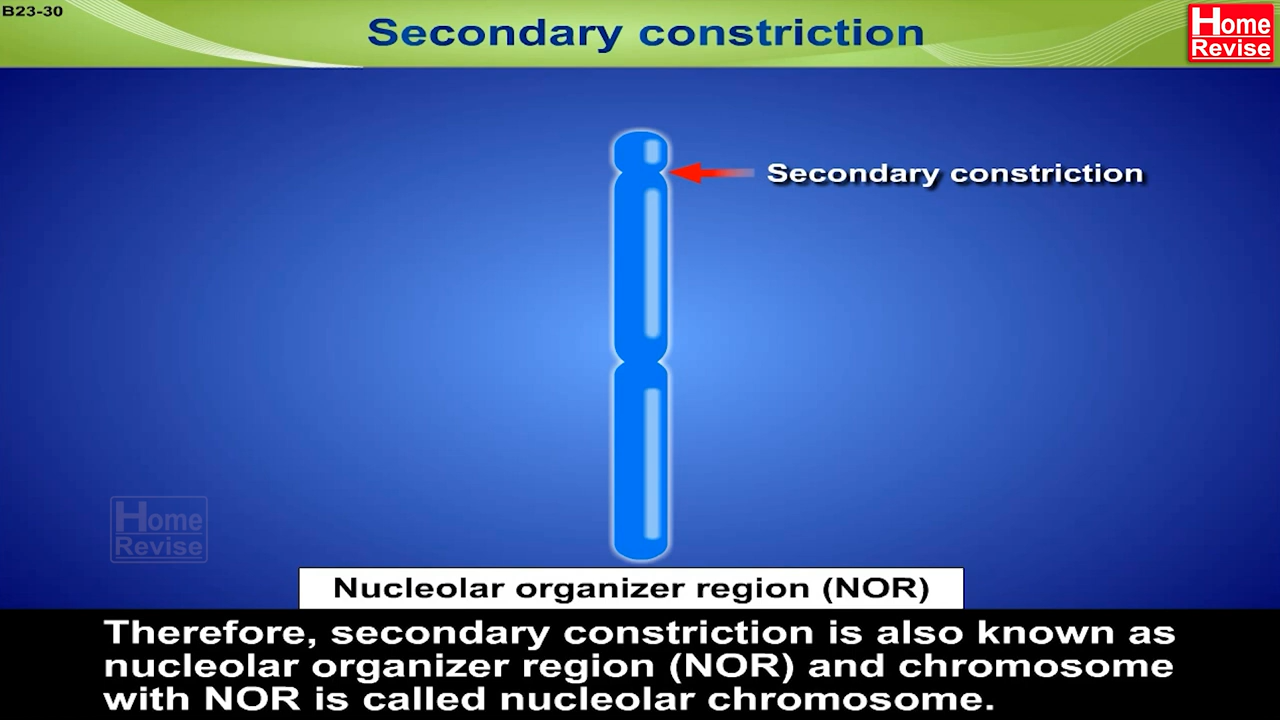 B23-30
Secondary constriction
Home
Revise
Secondary constriction
Home
Revise
Nucleolar organizer region (NOR)
Therefore, secondary constriction is also known as
nucleolar organizer region (NOR) and chromosome
with NOR is called nucleolar chromosome.